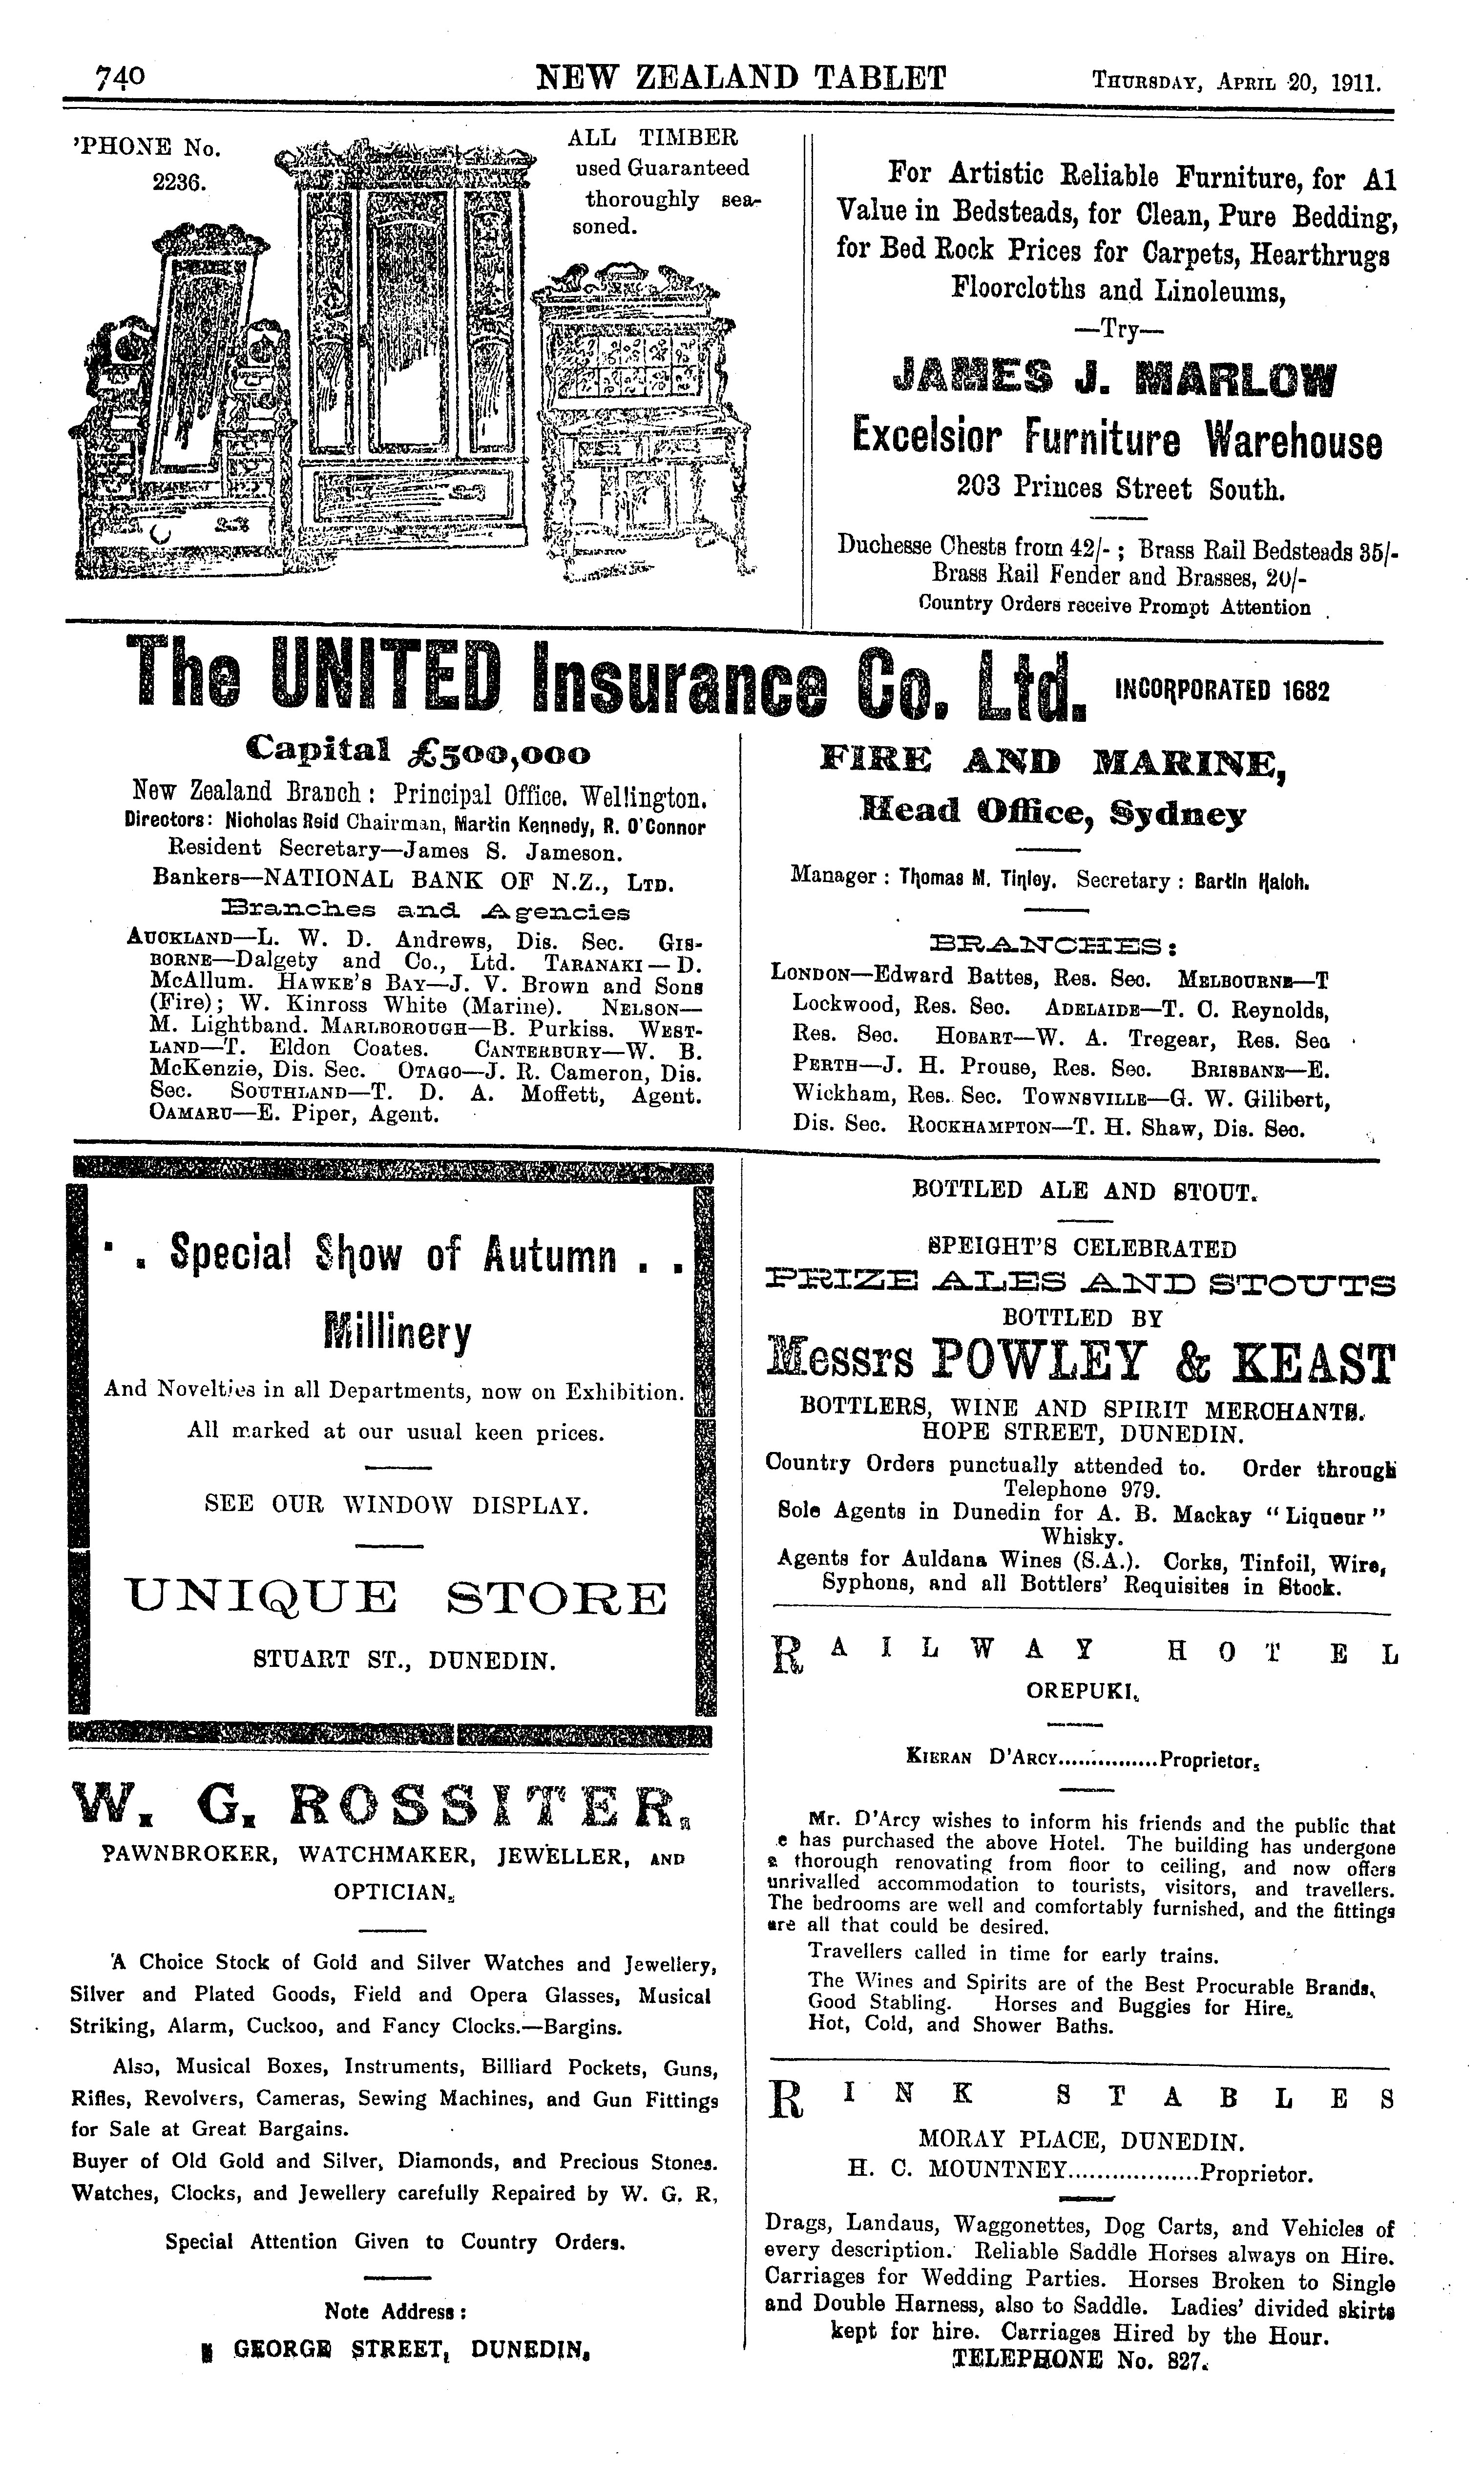 740
NEW ZEALAND TABLET
THURSDAY, APRIL 20, 1911.
'PHONE No.
2236.
ALL TIMBER
used Guaranteed
thoroughly sea-
soned.
For Artistic Reliable Furniture, for A1
Value in Bedsteads, for Clean, Pure Bedding,
for Bed Rock Prices for Carpets, Hearthrugs
Floorcloths and Linoleums,
—Try—
JAMES J. MARLOW
Excelsior Furniture Warehouse
203 Princes Street South.
Duchesse Chests from 42/- ; Brass Rail Bedsteads 35/-
Brass Rail Fender and Brasses, 20/-
Country Orders receive Prompt Attention
The UNITED Insurance Co. Ltd. INCORPORATED 1682
Capital £500,000
New Zealand Branch : Principal Office. Wellington.
Directors: Nicholas Reid Chairman, Martin Kennedy, R. O'Connor
Resident Secretary—James S. Jameson.
Bankers—NATIONAL BANK OF N.Z., LTD.
Branches and Agencies
AUCKLAND—L. W. D. Andrews, Dis. Sec. GIS-
BORNE—Dalgety and Co., Ltd. TARANAKI — D.
McAllum. HAWKE'S BAY—J. V. Brown and Sons
(Fire); W. Kinross White (Marine). NELSON—
M. Lightband. MARLBOROUGH—B. Purkiss. WEST-
LAND—T. Eldon Coates. CANTERBURY—W. B.
McKenzie, Dis. Sec. OTAGO—J. R. Cameron, Dis.
Sec. SOUTHLAND—T. D. A. Moffett, Agent.
OAMARU—E. Piper, Agent.
FIRE AND MARINE,
Head Office, Sydney
Manager : Thomas M. Tinley. Secretary : Bartin Haigh.
BRANCHES:
LONDON—Edward Battes, Res. Sec. MELBOURNE—T
Lockwood, Res. Sec. ADELAIDE—T. C. Reynolds,
Res. Sec. HOBART—W. A. Tregear, Res. Sec
PERTH—J. H. Prouse, Res. Sec. BRISBANE—E.
Wickham, Res. Sec. TOWNSVILLE—G. W. Gilibert,
Dis. Sec. ROCKHAMPTON—T. H. Shaw, Dis. Sec.
. . Special Show of Autumn . .
Millinery
And Novelties in all Departments, now on Exhibition.
All marked at our usual keen prices.
SEE OUR WINDOW DISPLAY.
UNIQUE STORE
STUART ST., DUNEDIN.
W. G. ROSSITER,
PAWNBROKER, WATCHMAKER, JEWELLER, AND
OPTICIAN.
A Choice Stock of Gold and Silver Watches and Jewellery,
Silver and Plated Goods, Field and Opera Glasses, Musical
Striking, Alarm, Cuckoo, and Fancy Clocks.—Bargins.
Also, Musical Boxes, Instruments, Billiard Pockets, Guns,
Rifles, Revolvers, Cameras, Sewing Machines, and Gun Fittings
for Sale at Great Bargains.
Buyer of Old Gold and Silver, Diamonds, and Precious Stones.
Watches, Clocks, and Jewellery carefully Repaired by W. G. R,
Special Attention Given to Country Orders.
Note Address :
GEORGE STREET, DUNEDIN,
BOTTLED ALE AND STOUT.
SPEIGHT'S CELEBRATED
PRIZE ALES AND STOUTS
BOTTLED BY
Messrs POWLEY & KEAST
BOTTLERS, WINE AND SPIRIT MERCHANTS.
HOPE STREET, DUNEDIN.
Country Orders punctually attended to. Order through
Telephone 979.
Sole Agents in Dunedin for A. B. Mackay "Liqueur"
Whisky.
Agents for Auldana Wines (S.A.). Corks, Tinfoil, Wire,
Syphons, and all Bottlers' Requisites in Stock.
RAILWAY HOTEL
OREPUKI.
KIERAN D'ARCY...............Proprietor.
Mr. D'Arcy wishes to inform his friends and the public that
e has purchased the above Hotel. The building has undergone
a thorough renovating from floor to ceiling, and now offers
unrivalled accommodation to tourists, visitors, and travellers.
The bedrooms are well and comfortably furnished, and the fittings
are all that could be desired.
Travellers called in time for early trains.
The Wines and Spirits are of the Best Procurable Brands.
Good Stabling. Horses and Buggies for Hire.
Hot, Cold, and Shower Baths.
RINK STABLES
MORAY PLACE, DUNEDIN.
H. C. MOUNTNEY..................Proprietor.
Drags, Landaus, Waggonettes, Dog Carts, and Vehicles of
every description. Reliable Saddle Horses always on Hire.
Carriages for Wedding Parties. Horses Broken to Single
and Double Harness, also to Saddle. Ladies' divided skirts
kept for hire. Carriages Hired by the Hour.
TELEPHONE No. 827.